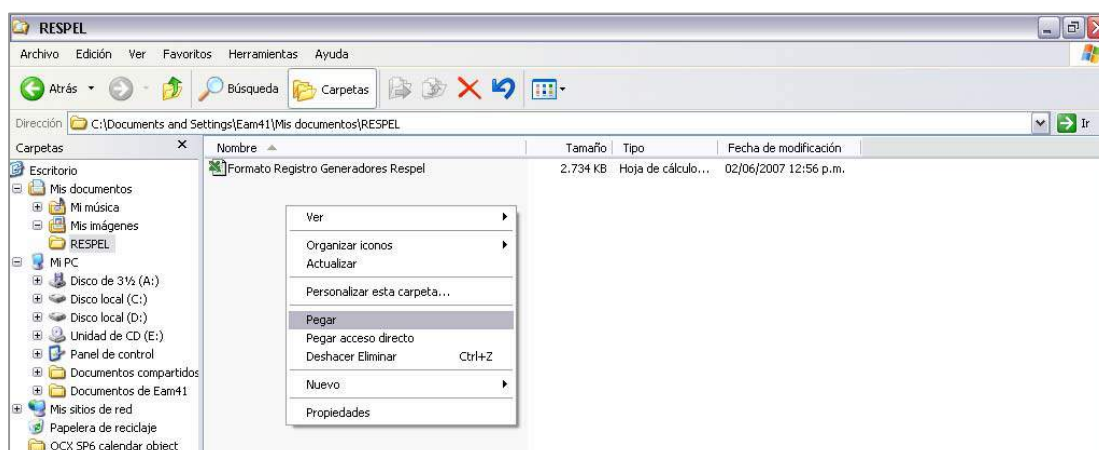 RESPEL
Archivo Edición Ver Favoritos Herramientas Ayuda
Atrás Búsqueda Carpetas
Dirección C:\Documents and Settings\Eam41\Mis documentos\RESPEL Ir
Carpetas X Nombre Tamaño Tipo Fecha de modificación
Escritorio
Formato Registro Generadores Respel 2.734 KB Hoja de cálculo... 02/06/2007 12:56 p.m.
Mis documentos
Mi música
Mis imágenes
RESPEL
Mi PC
Disco de 3½ (A:)
Disco local (C:)
Disco local (D:)
Unidad de CD (E:)
Panel de control
Documentos compartidos
Documentos de Eam41
Mis sitios de red
Papelera de reciclaje
OCX SP6 calendar object
Ver
Organizar iconos
Actualizar
Personalizar esta carpeta...
Pegar
Pegar acceso directo
Deshacer Eliminar Ctrl+Z
Nuevo
Propiedades